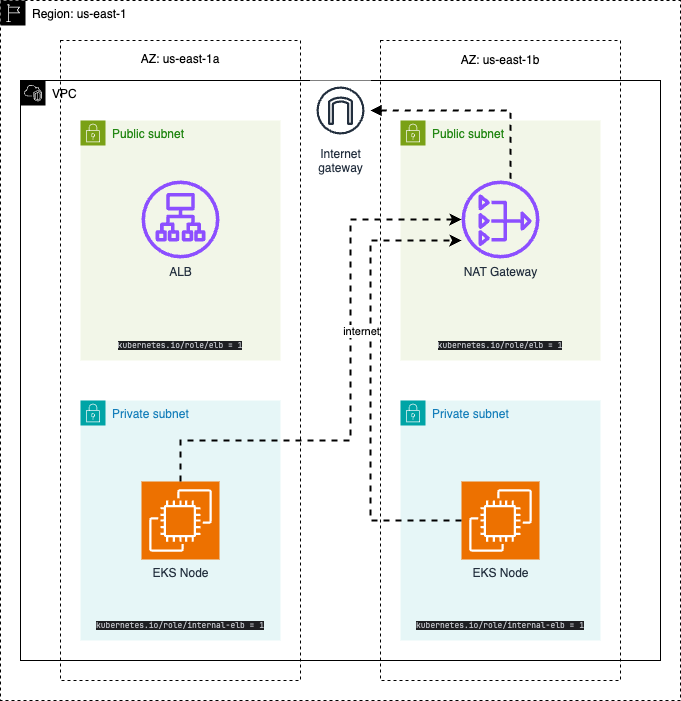 Region: us-east-1
AZ: us-east-1a
AZ: us-east-1b
VPC
Public subnet
Internet
gateway
Public subnet
ALB
NAT Gateway
internet
kubernetes.io/role/elb = 1
kubernetes.io/role/elb = 1
Private subnet
Private subnet
EKS Node
EKS Node
kubernetes.io/role/internal-elb = 1
kubernetes.io/role/internal-elb = 1